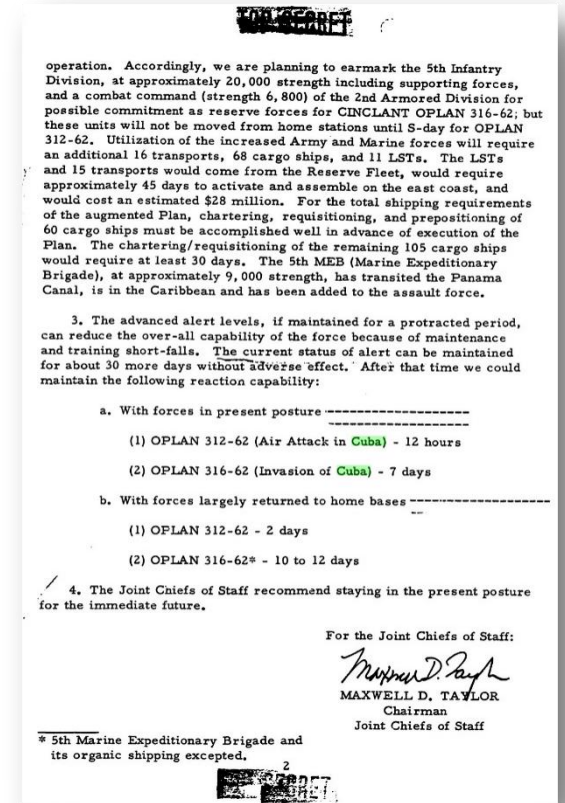 TOP SECRET
operation. Accordingly, we are planning to earmark the 5th Infantry
Division, at approximately 20,000 strength including supporting forces,
and a combat command (strength 6,800) of the 2nd Armored Division for
possible commitment as reserve forces for CINCLANT OPLAN 316-62; but
these units will not be moved from home stations until S-day for OPLAN
312-62. Utilization of the increased Army and Marine forces will require
an additional 16 transports, 68 cargo ships, and 11 LSTs. The LSTs
and 15 transports would come from the Reserve Fleet, would require
approximately 45 days to activate and assemble on the east coast, and
would cost an estimated $28 million. For the total shipping requirements
of the augmented Plan, chartering, requisitioning, and prepositioning of
60 cargo ships must be accomplished well in advance of execution of the
Plan. The chartering/requisitioning of the remaining 105 cargo ships
would require at least 30 days. The 5th MEB (Marine Expeditionary
Brigade), at approximately 9,000 strength, has transited the Panama
Canal, is in the Caribbean and has been added to the assault force.
3. The advanced alert levels, if maintained for a protracted period,
can reduce the over-all capability of the force because of maintenance
and training short-falls. The current status of alert can be maintained
for about 30 more days without adverse effect. After that time we could
maintain the following reaction capability:
a. With forces in present posture --------------------
--------------------
(1) OPLAN 312-62 (Air Attack in Cuba) - 12 hours
(2) OPLAN 316-62 (Invasion of Cuba) - 7 days
b. With forces largely returned to home bases --------------------
--
(1) OPLAN 312-62 - 2 days
(2) OPLAN 316-62* - 10 to 12 days
4. The Joint Chiefs of Staff recommend staying in the present posture
for the immediate future.
For the Joint Chiefs of Staff:
Maxwell D. Taylor
MAXWELL D. TAYLOR
Chairman
Joint Chiefs of Staff
* 5th Marine Expeditionary Brigade and
its organic shipping excepted.
2
SECRET